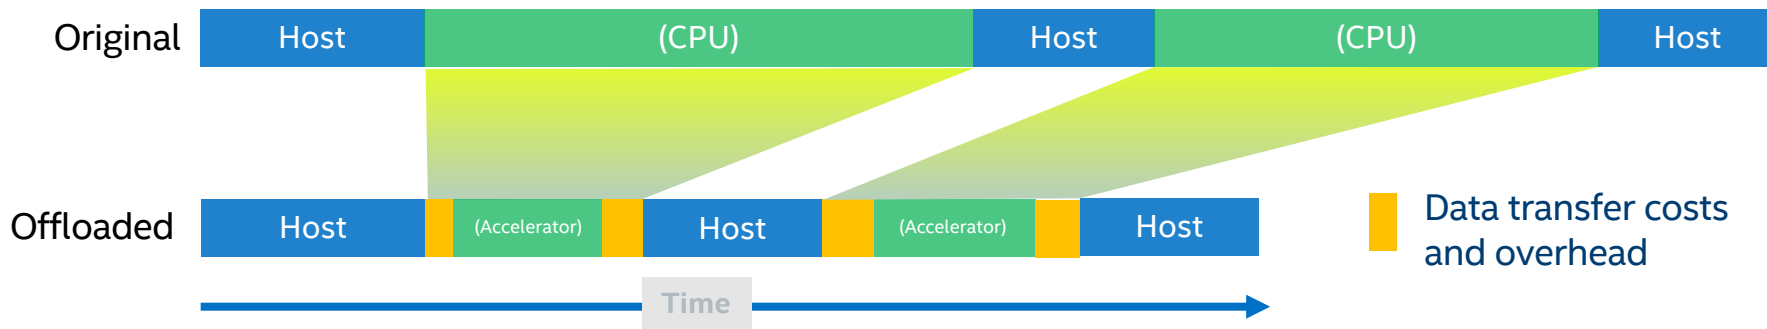 Original Host (CPU) Host (CPU) Host
Offloaded Host (Accelerator) Host (Accelerator) Host
Data transfer costs
and overhead
Time